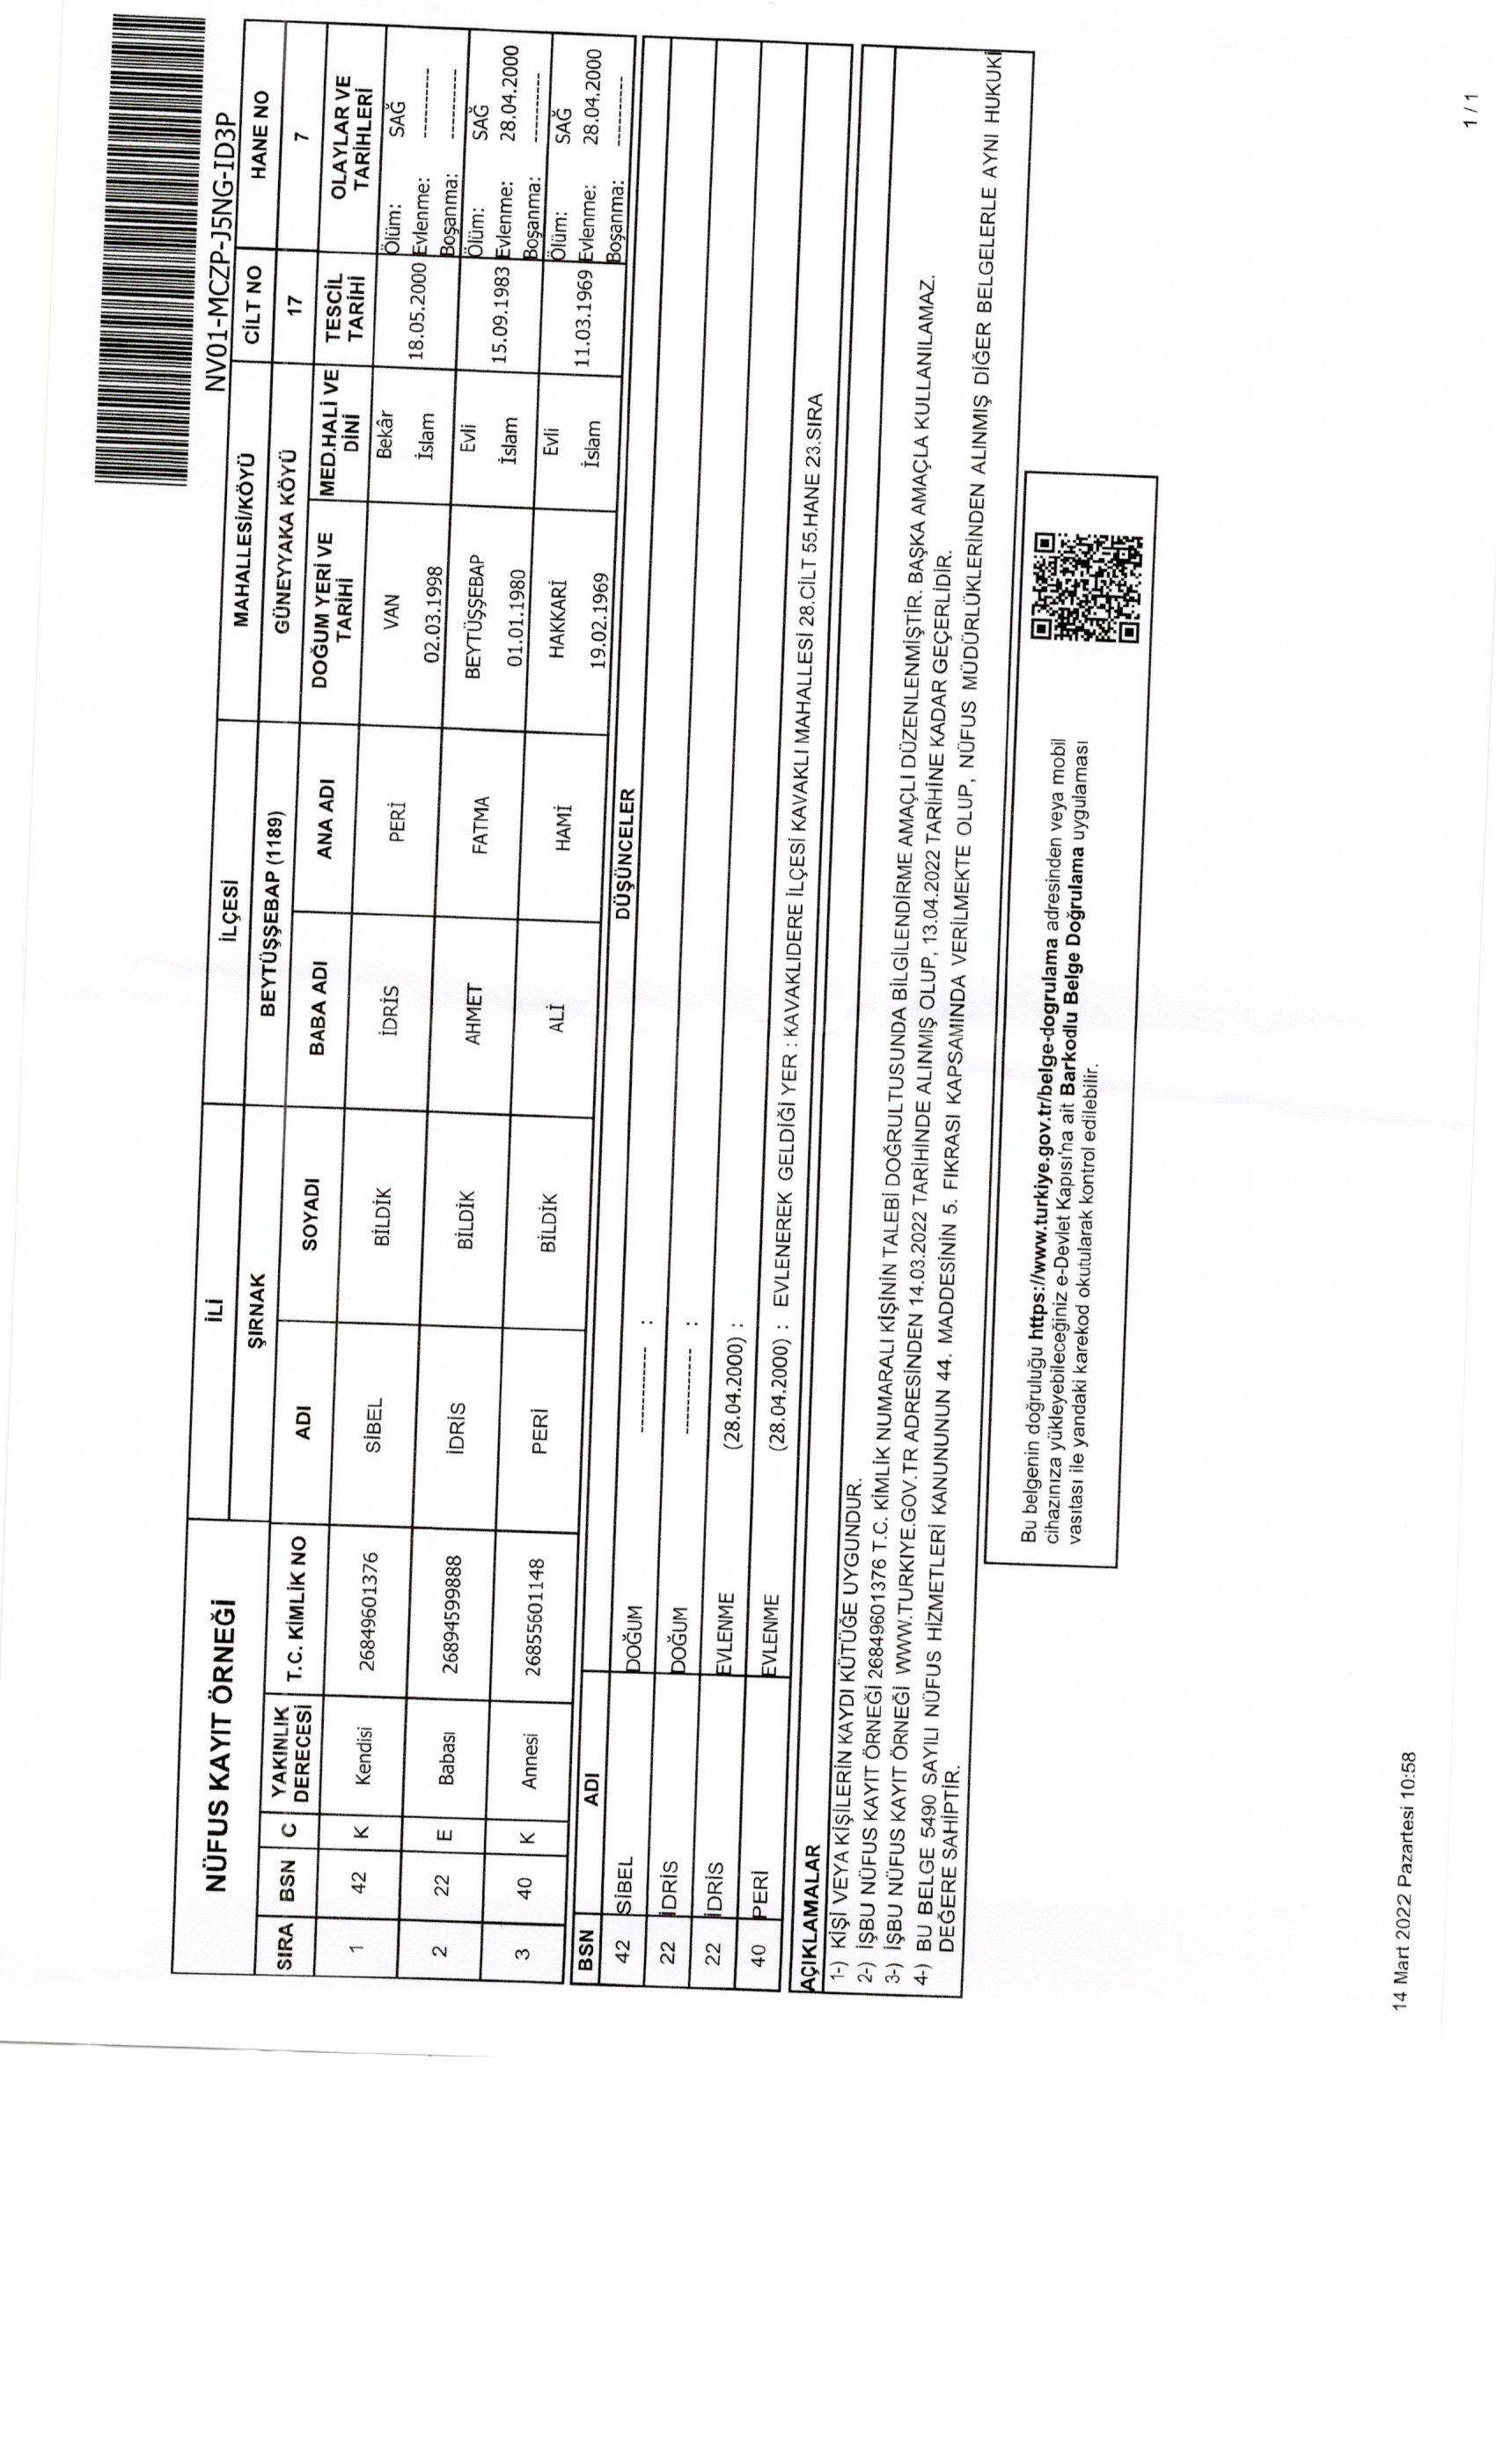 NV01-MCZP-J5NG-ID3P
NÜFUS KAYIT ÖRNEĞİ
İLİ İLÇESİ MAHALLESİ/KÖYÜ CİLT NO HANE NO
ŞIRNAK BEYTÜŞŞEBAP (1189) GÜNEYYAKA KÖYÜ 17 7
SIRA BSN C YAKINLIK DERECESİ T.C. KİMLİK NO ADI SOYADI BABA ADI ANA ADI DOĞUM YERİ VE TARİHİ MED.HALİ VE DİNİ TESCİL TARİHİ OLAYLAR VE TARİHLERİ
1 42 K Kendisi 26849601376 SİBEL BİLDİK İDRİS PERİ VAN 02.03.1998 Bekâr İslam 18.05.2000 Ölüm: SAĞ
Evlenme: ----------
Boşanma: ----------
2 22 E Babası 26894599888 İDRİS BİLDİK AHMET FATMA BEYTÜŞŞEBAP 01.01.1980 Evli İslam 15.09.1983 Ölüm: SAĞ
Evlenme: 28.04.2000
Boşanma: ----------
3 40 K Annesi 26855601148 PERİ BİLDİK ALİ HAMİ HAKKARİ 19.02.1969 Evli İslam 11.03.1969 Ölüm: SAĞ
Evlenme: 28.04.2000
Boşanma: ----------
BSN ADI DÜŞÜNCELER
42 SİBEL DOĞUM ----------- :
22 İDRİS DOĞUM ----------- :
22 İDRİS EVLENME (28.04.2000) :
40 PERİ EVLENME (28.04.2000) : EVLENEREK GELDİĞİ YER : KAVAKLIDERE İLÇESİ KAVAKLI MAHALLESİ 28.CİLT 55.HANE 23.SIRA
AÇIKLAMALAR
1-) KİŞİ VEYA KİŞİLERİN KAYDI KÜTÜĞE UYGUNDUR.
2-) İŞBU NÜFUS KAYIT ÖRNEĞİ 26849601376 T.C. KİMLİK NUMARALI KİŞİNİN TALEBİ DOĞRULTUSUNDA BİLGİLENDİRME AMAÇLI DÜZENLENMİŞTİR. BAŞKA AMAÇLA KULLANILAMAZ.
3-) İŞBU NÜFUS KAYIT ÖRNEĞİ WWW.TURKIYE.GOV.TR ADRESİNDEN 14.03.2022 TARİHİNDE ALINMIŞ OLUP, 13.04.2022 TARİHİNE KADAR GEÇERLİDİR.
4-) BU BELGE 5490 SAYILI NÜFUS HİZMETLERİ KANUNUNUN 44. MADDESİNİN 5. FIKRASI KAPSAMINDA VERİLMEKTE OLUP, NÜFUS MÜDÜRLÜKLERİNDEN ALINMIŞ DİĞER BELGELERLE AYNI HUKUKİ
DEĞERE SAHİPTİR.
Bu belgenin doğruluğu https://www.turkiye.gov.tr/belge-dogrulama adresinden veya mobil
cihazınıza yükleyebileceğiniz e-Devlet Kapısı'na ait Barkodlu Belge Doğrulama uygulaması
vasıtası ile yandaki karekod okutularak kontrol edilebilir.
14 Mart 2022 Pazartesi 10:58
1 / 1